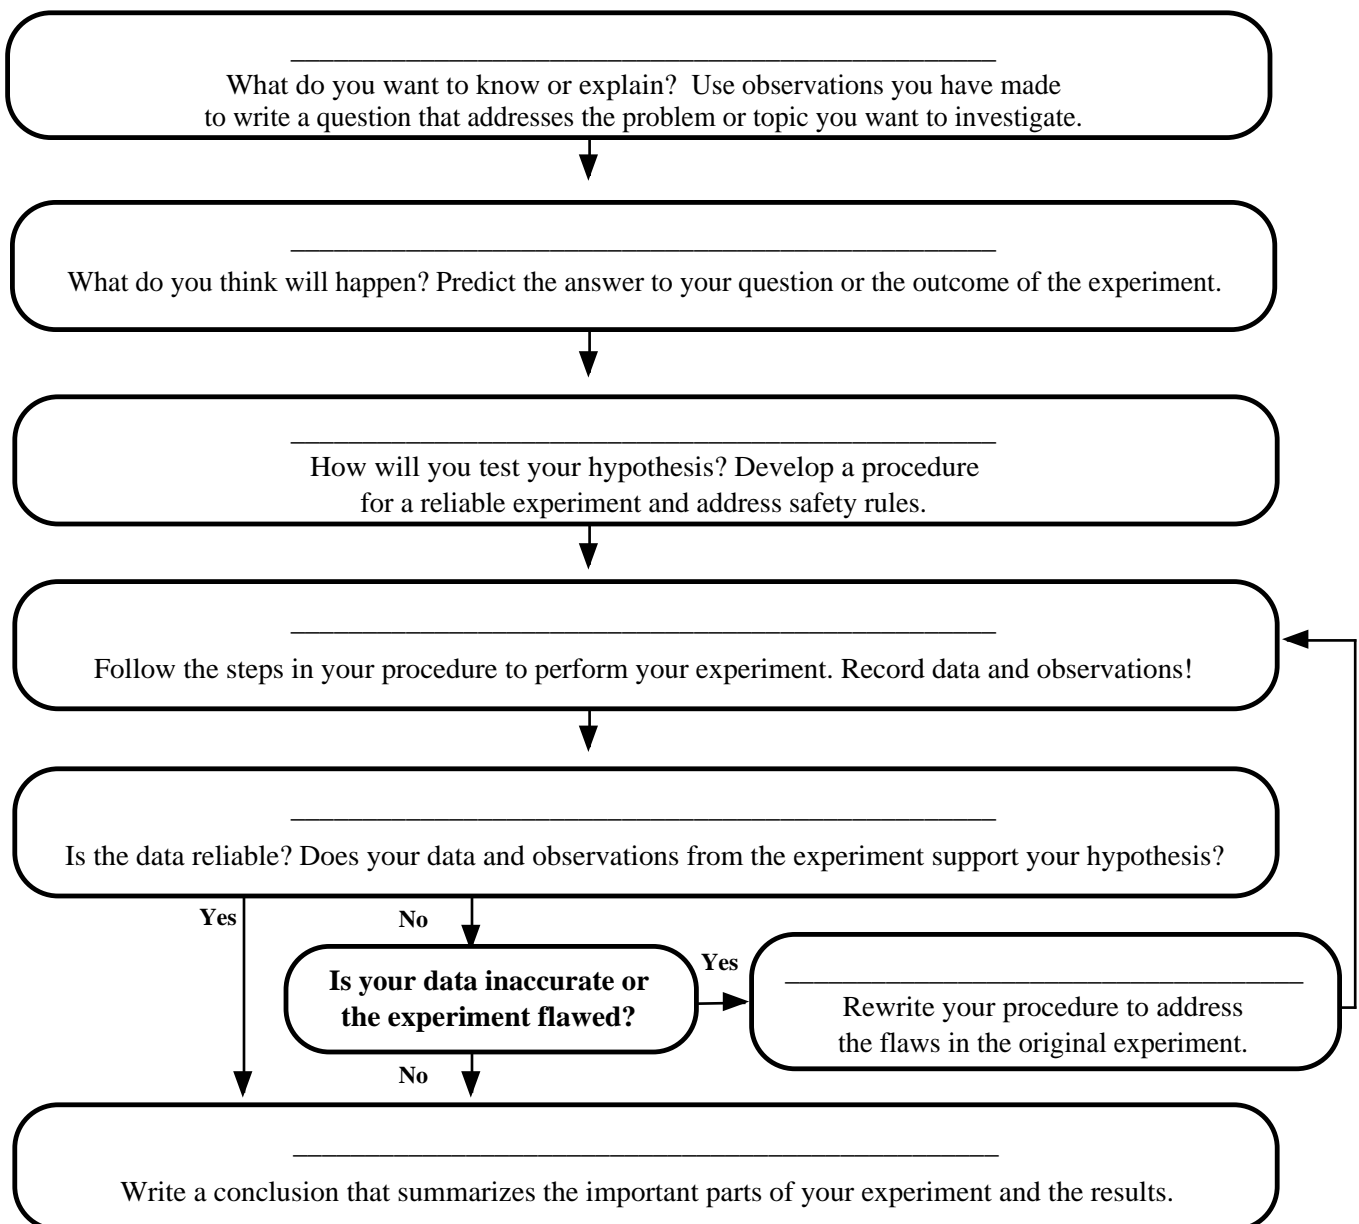 What do you want to know or explain?  Use observations you have made
to write a question that addresses the problem or topic you want to investigate.
What do you think will happen? Predict the answer to your question or the outcome of the experiment.
How will you test your hypothesis? Develop a procedure
for a reliable experiment and address safety rules.
Follow the steps in your procedure to perform your experiment. Record data and observations!
Is the data reliable? Does your data and observations from the experiment support your hypothesis?
Yes
No
Is your data inaccurate or
the experiment flawed?
Yes
Rewrite your procedure to address
the flaws in the original experiment.
No
Write a conclusion that summarizes the important parts of your experiment and the results.